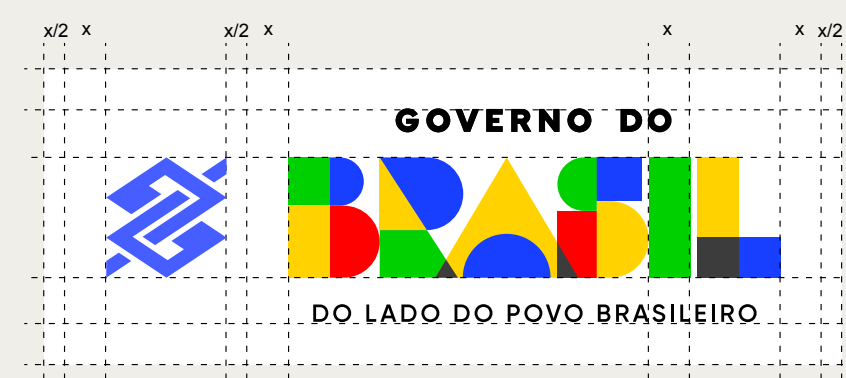 x/2 x x/2 x x x x/2
GOVERNO DO
BRASIL
DO LADO DO POVO BRASILEIRO